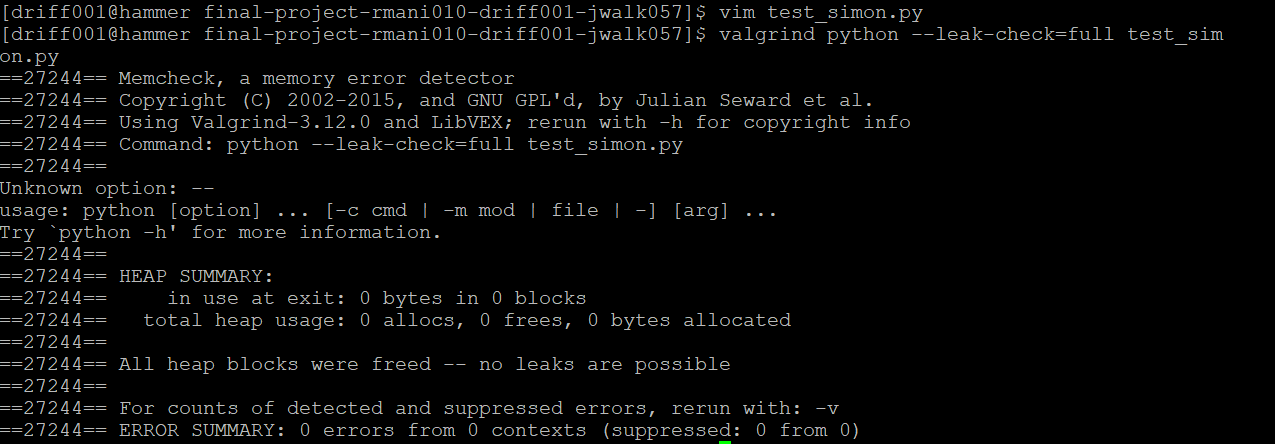 [driff001@hammer final-project-rmani010-driff001-jwalk057]$ vim test_simon.py
[driff001@hammer final-project-rmani010-driff001-jwalk057]$ valgrind python --leak-check=full test_sim
on.py
==27244== Memcheck, a memory error detector
==27244== Copyright (C) 2002-2015, and GNU GPL'd, by Julian Seward et al.
==27244== Using Valgrind-3.12.0 and LibVEX; rerun with -h for copyright info
==27244== Command: python --leak-check=full test_simon.py
==27244==
Unknown option: --
usage: python [option] ... [-c cmd | -m mod | file | -] [arg] ...
Try `python -h' for more information.
==27244==
==27244== HEAP SUMMARY:
==27244==     in use at exit: 0 bytes in 0 blocks
==27244==   total heap usage: 0 allocs, 0 frees, 0 bytes allocated
==27244==
==27244== All heap blocks were freed -- no leaks are possible
==27244==
==27244== For counts of detected and suppressed errors, rerun with: -v
==27244== ERROR SUMMARY: 0 errors from 0 contexts (suppressed: 0 from 0)